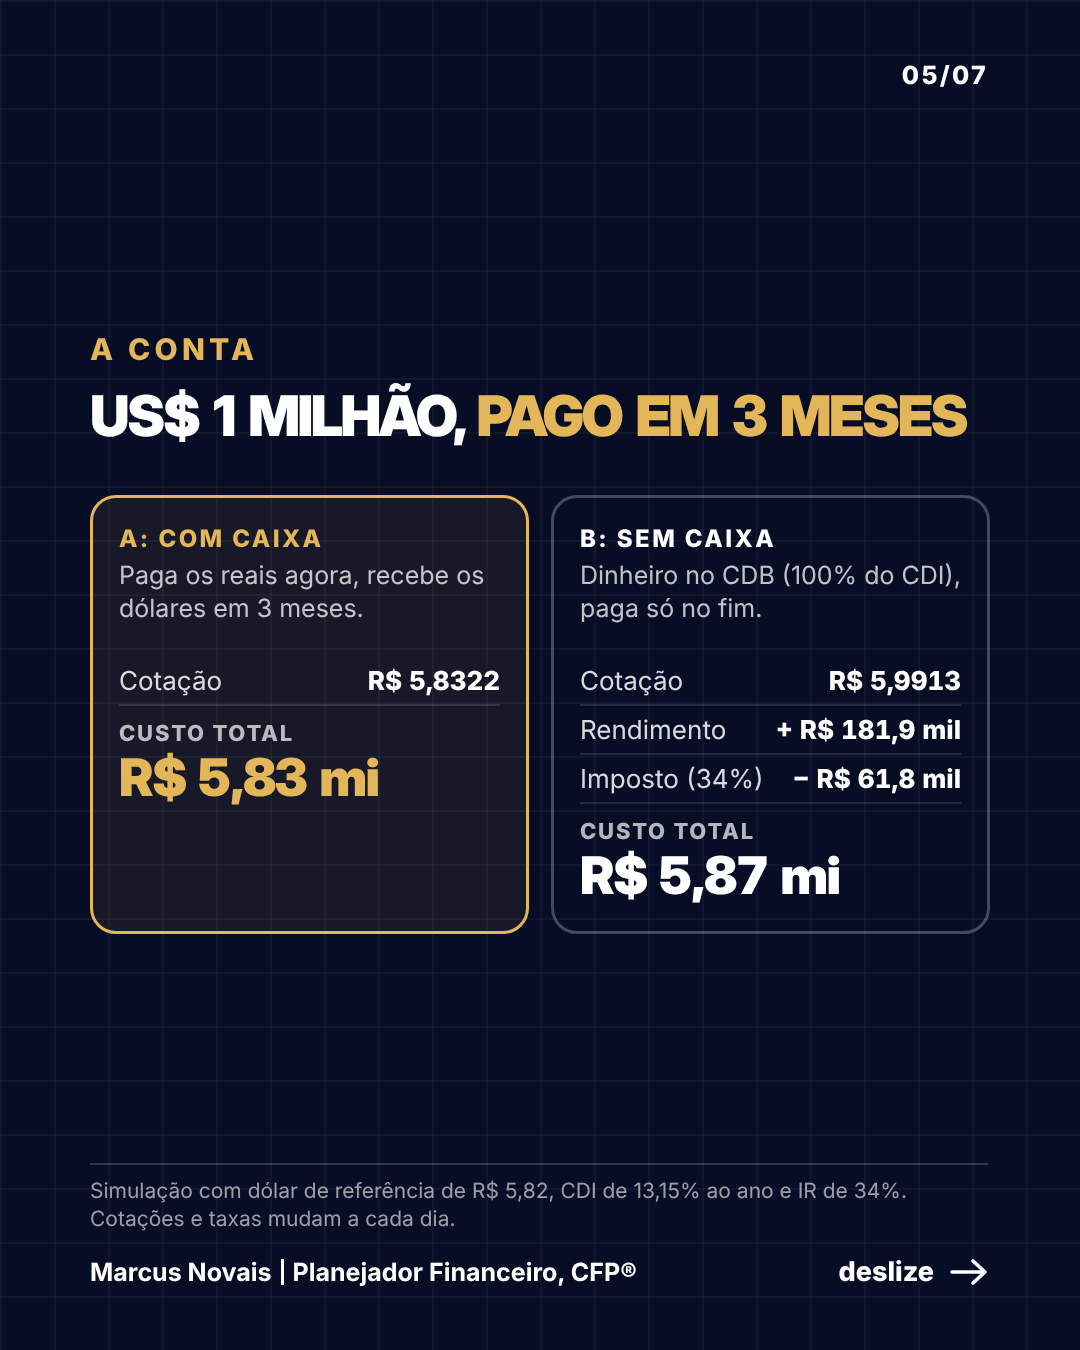 05/07
A CONTA
US$ 1 MILHÃO, PAGO EM 3 MESES
A: COM CAIXA
Paga os reais agora, recebe os
dólares em 3 meses.
Cotação R$ 5,8322
CUSTO TOTAL
R$ 5,83 mi
B: SEM CAIXA
Dinheiro no CDB (100% do CDI),
paga só no fim.
Cotação R$ 5,9913
Rendimento + R$ 181,9 mil
Imposto (34%) − R$ 61,8 mil
CUSTO TOTAL
R$ 5,87 mi
Simulação com dólar de referência de R$ 5,82, CDI de 13,15% ao ano e IR de 34%.
Cotações e taxas mudam a cada dia.
Marcus Novais | Planejador Financeiro, CFP®
deslize →